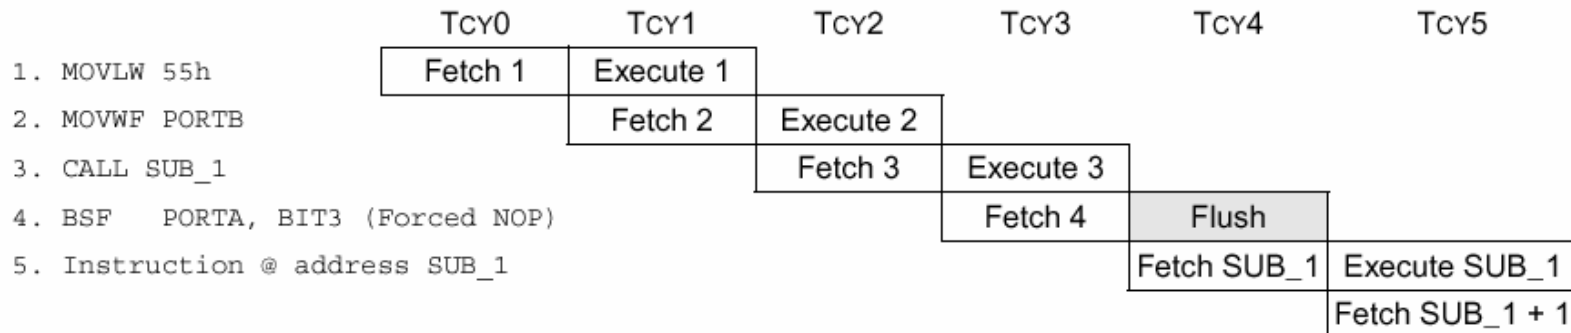 TCY0 TCY1 TCY2 TCY3 TCY4 TCY5
1. MOVLW 55h Fetch 1 Execute 1
2. MOVWF PORTB Fetch 2 Execute 2
3. CALL SUB_1 Fetch 3 Execute 3
4. BSF PORTA, BIT3 (Forced NOP) Fetch 4 Flush
5. Instruction @ address SUB_1 Fetch SUB_1 Execute SUB_1
Fetch SUB_1 + 1